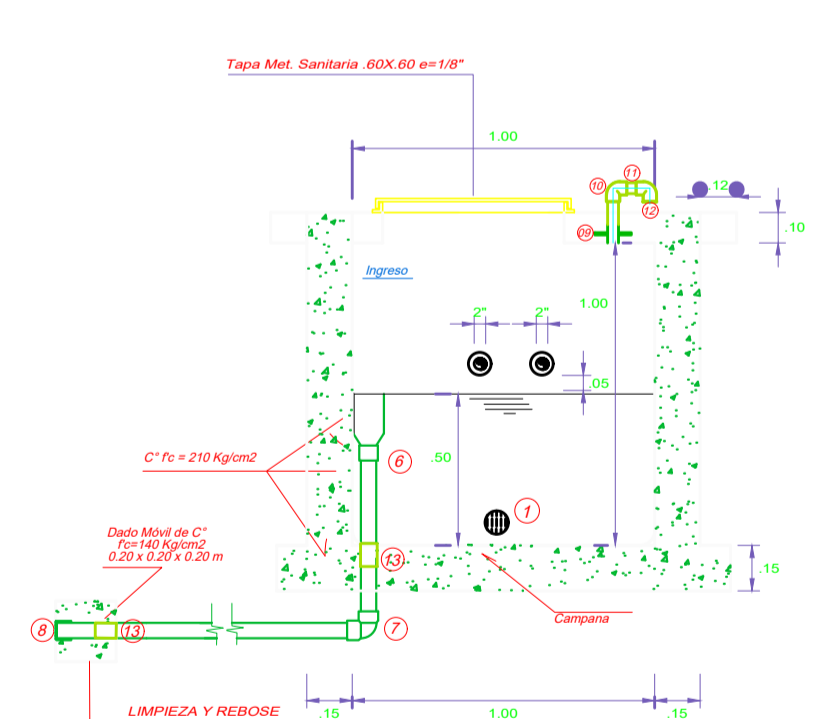 Tapa Met. Sanitaria .60X.60 e=1/8"
1.00
10
11
12
.12
09
.10
Ingreso
1.00
2"
2"
.05
C° f'c = 210 Kg/cm2
6
.50
1
Dado Móvil de C°
f'c=140 Kg/cm2
0.20 x 0.20 x 0.20 m
13
.15
8
13
7
Campana
LIMPIEZA Y REBOSE
.15
1.00
.15